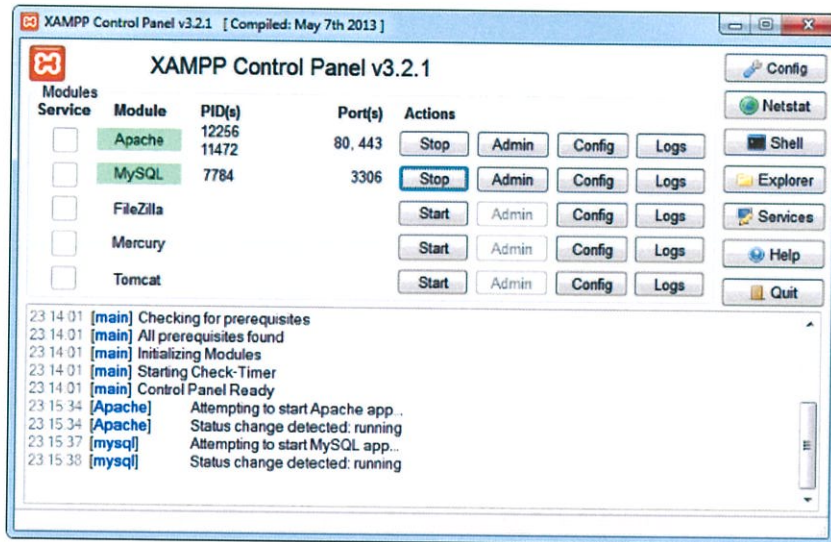 XAMPP Control Panel v3.2.1 [ Compiled: May 7th 2013 ]
XAMPP Control Panel v3.2.1
Config
Modules
Service Module PID(s) Port(s) Actions
Netstat
Apache 12256 11472 80, 443 Stop Admin Config Logs
Shell
MySQL 7784 3306 Stop Admin Config Logs
Explorer
FileZilla Start Admin Config Logs
Services
Mercury Start Admin Config Logs
Help
Tomcat Start Admin Config Logs
Quit
23:14:01 [main] Checking for prerequisites
23:14:01 [main] All prerequisites found
23:14:01 [main] Initializing Modules
23:14:01 [main] Starting Check-Timer
23:14:01 [main] Control Panel Ready
23:15:34 [Apache] Attempting to start Apache app...
23:15:34 [Apache] Status change detected: running
23:15:37 [mysql] Attempting to start MySQL app...
23:15:38 [mysql] Status change detected: running